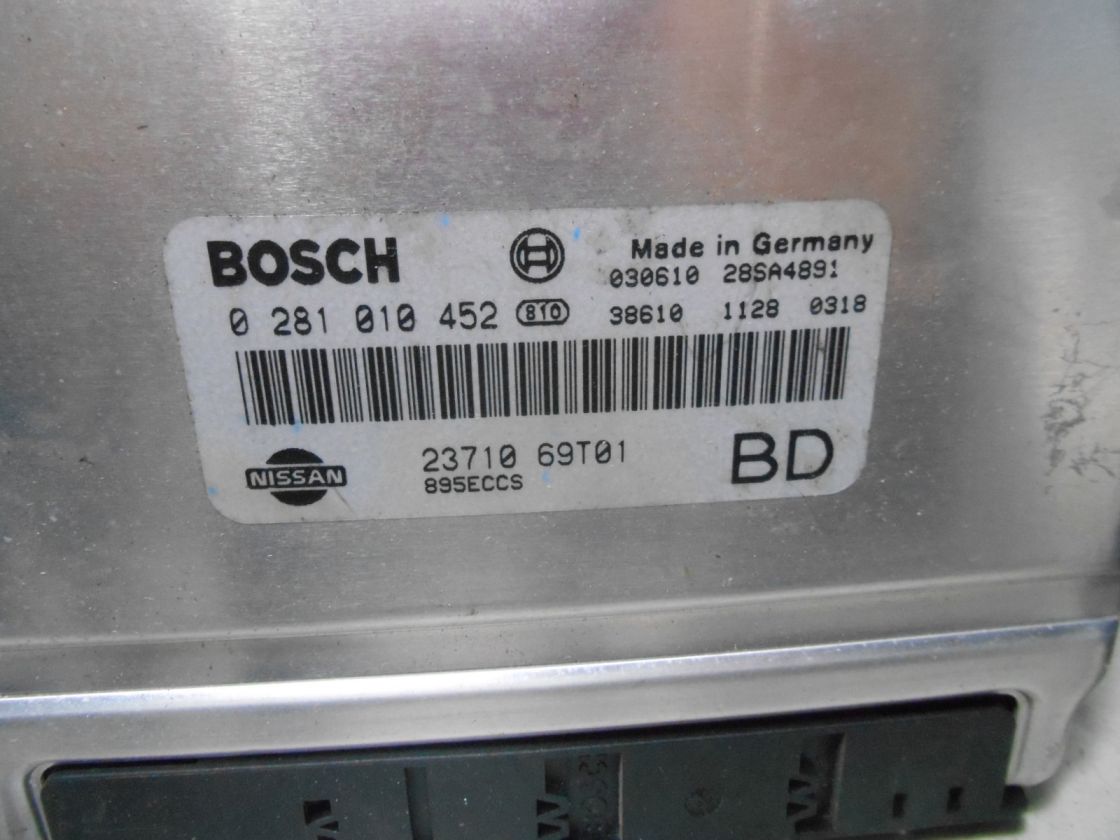 BOSCH
Made in Germany
030610 28SA4891
0 281 010 452 810 38610 1128 0318
NISSAN 23710 69T01 BD
895ECCS